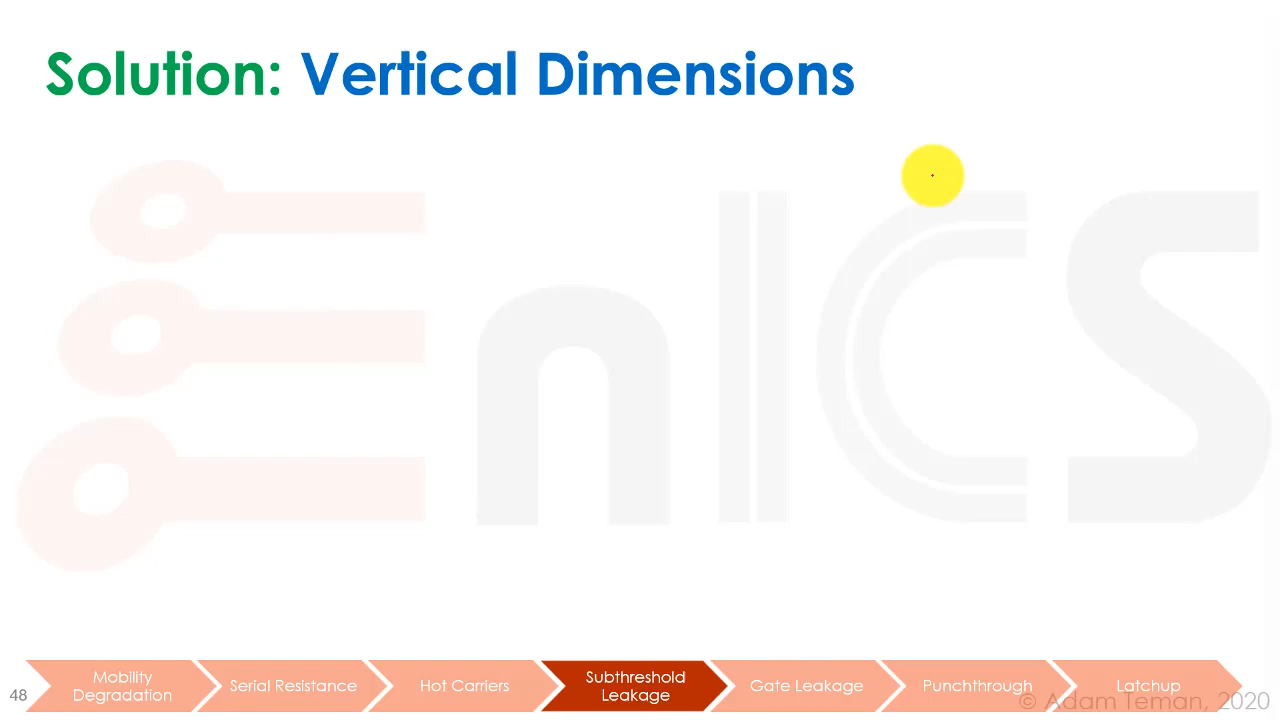 Solution: Vertical Dimensions
EnICS
48
Mobility
Degradation
Serial Resistance
Hot Carriers
Subthreshold
Leakage
Gate Leakage
Punchthrough
Latchup
© Adam Teman, 2020